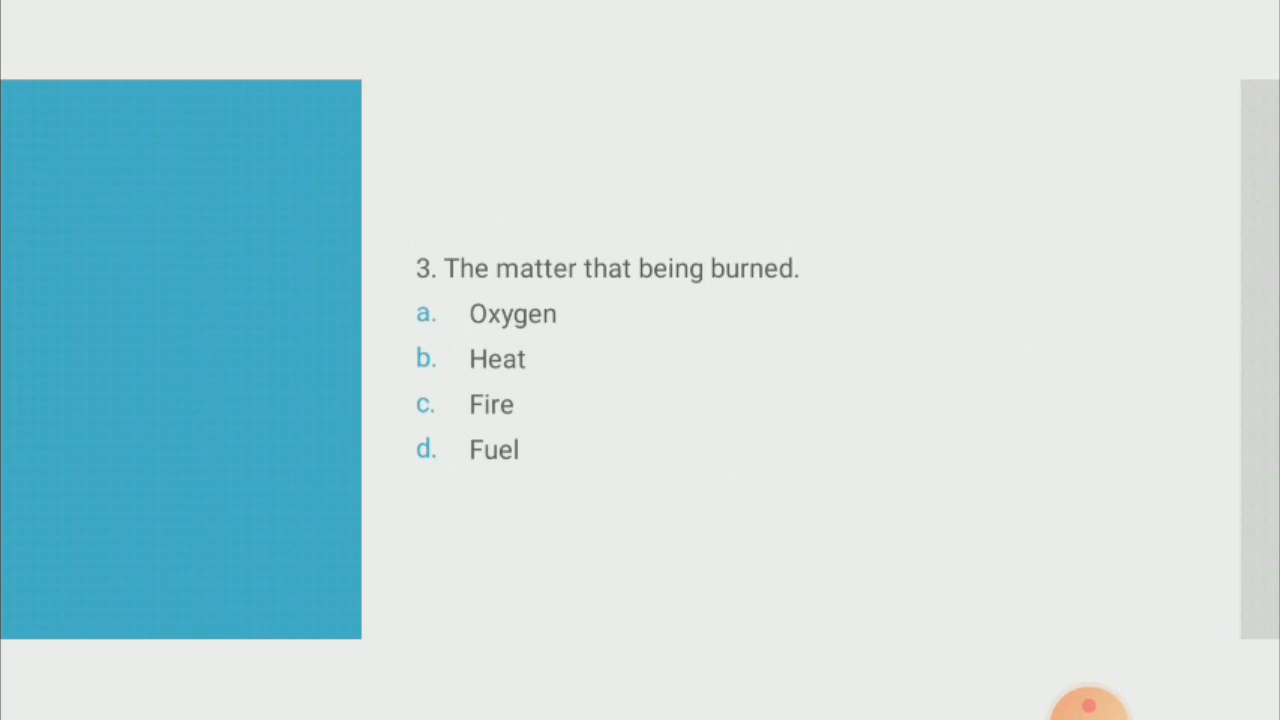 3. The matter that being burned.
a. Oxygen
b. Heat
c. Fire
d. Fuel